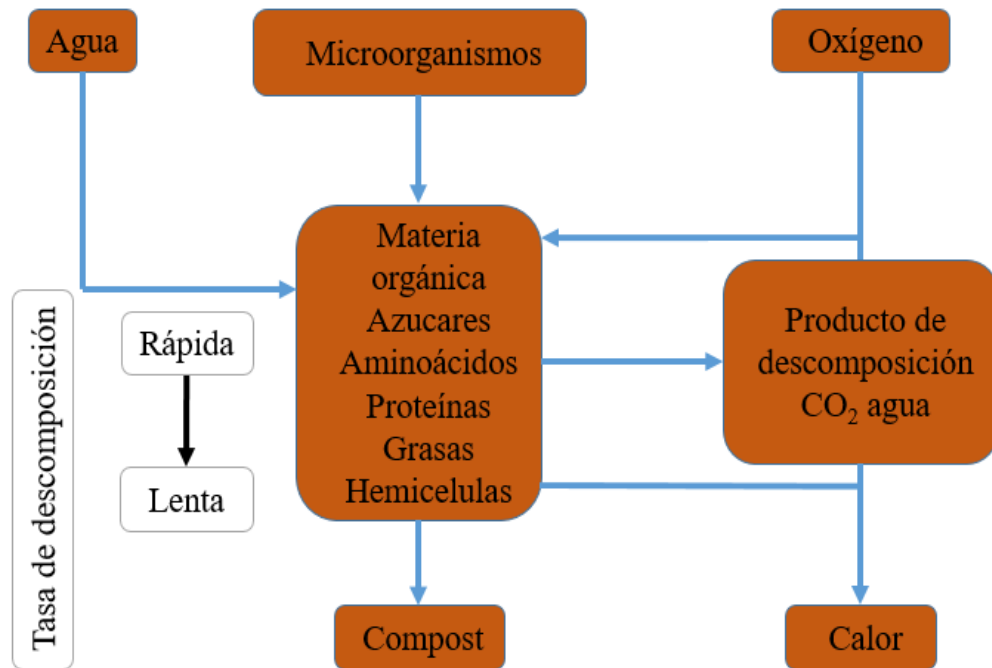 Agua
Microorganismos
Oxígeno
Materia
orgánica
Azucares
Aminoácidos
Proteínas
Grasas
Hemicelulas
Producto de
descomposición
CO₂ agua
Tasa de descomposición
Rápida
Lenta
Compost
Calor